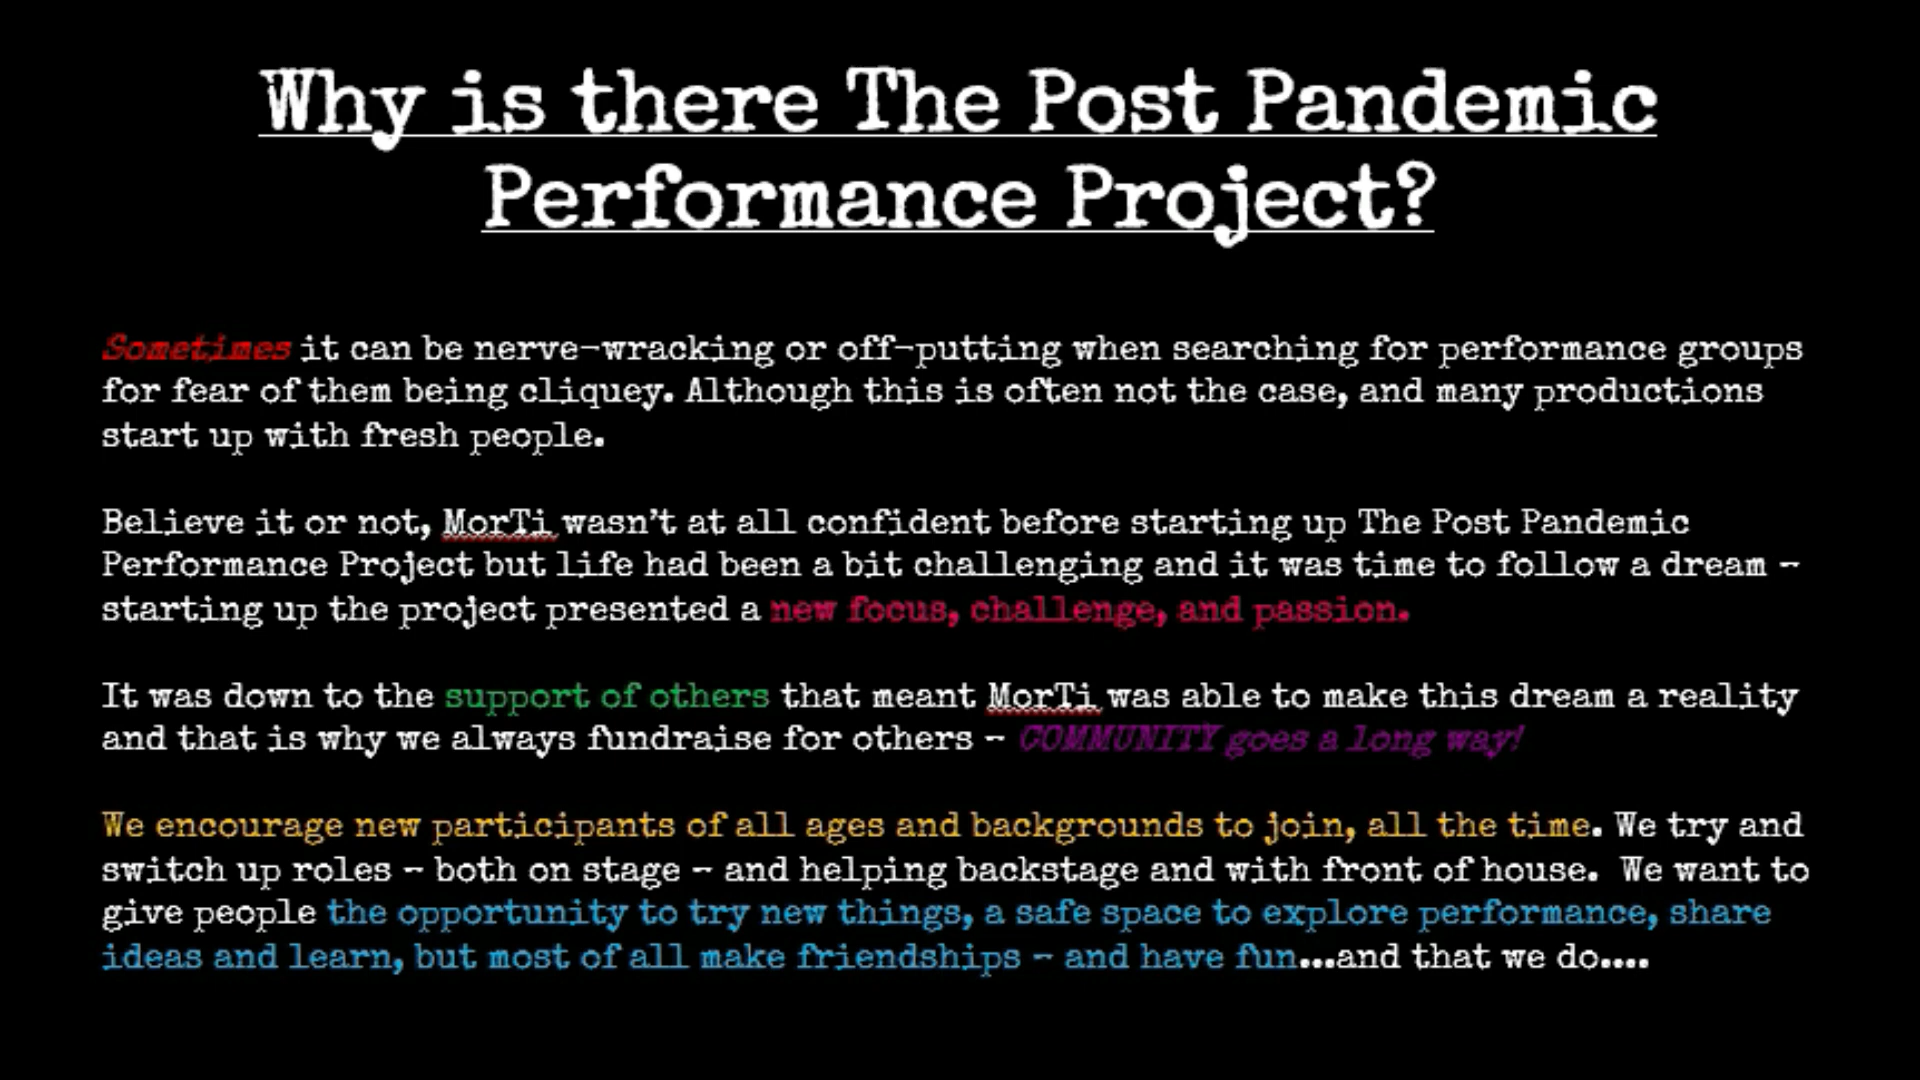 Why is there The Post Pandemic
Performance Project?
Sometimes it can be nerve-wracking or off-putting when searching for performance groups
for fear of them being cliquey. Although this is often not the case, and many productions
start up with fresh people.
Believe it or not, MorTi wasn't at all confident before starting up The Post Pandemic
Performance Project but life had been a bit challenging and it was time to follow a dream –
starting up the project presented a new focus, challenge, and passion.
It was down to the support of others that meant MorTi was able to make this dream a reality
and that is why we always fundraise for others – COMMUNITY goes a long way!
We encourage new participants of all ages and backgrounds to join, all the time. We try and
switch up roles – both on stage – and helping backstage and with front of house. We want to
give people the opportunity to try new things, a safe space to explore performance, share
ideas and learn, but most of all make friendships – and have fun...and that we do....